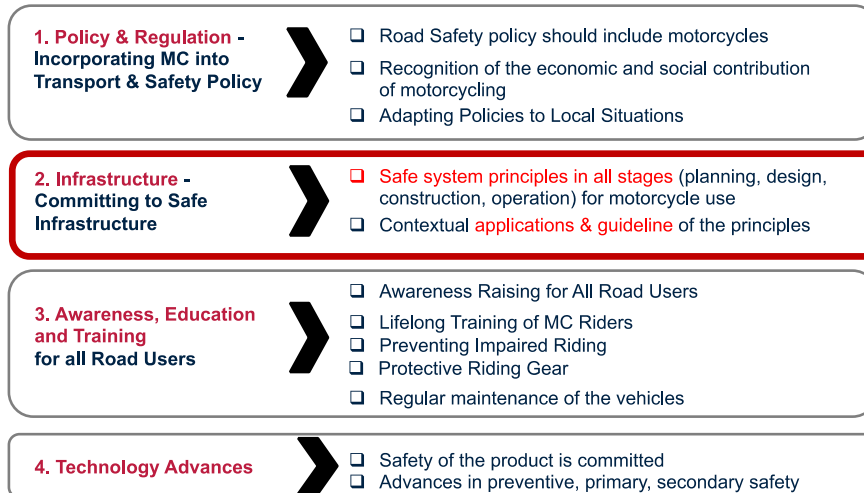 1. Policy & Regulation -
Incorporating MC into
Transport & Safety Policy
❑ Road Safety policy should include motorcycles
❑ Recognition of the economic and social contribution
of motorcycling
❑ Adapting Policies to Local Situations
2. Infrastructure -
Committing to Safe
Infrastructure
❑ Safe system principles in all stages (planning, design,
construction, operation) for motorcycle use
❑ Contextual applications & guideline of the principles
3. Awareness, Education
and Training
for all Road Users
❑ Awareness Raising for All Road Users
❑ Lifelong Training of MC Riders
❑ Preventing Impaired Riding
❑ Protective Riding Gear
❑ Regular maintenance of the vehicles
4. Technology Advances
❑ Safety of the product is committed
❑ Advances in preventive, primary, secondary safety